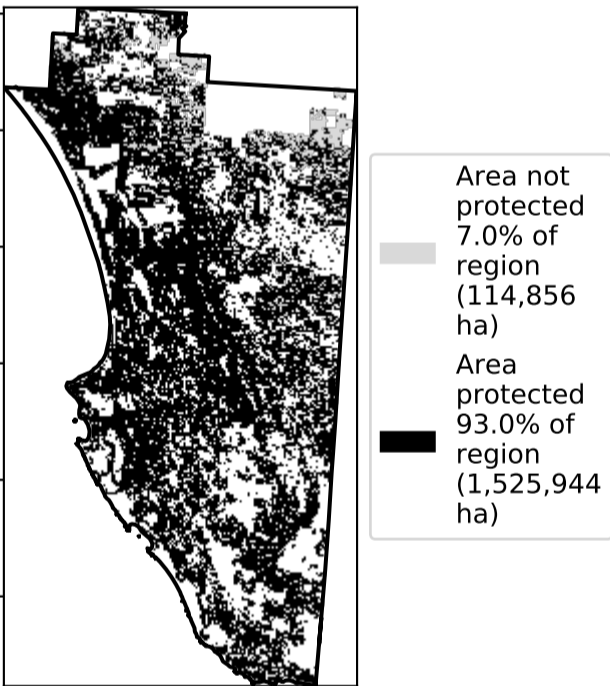 Area not
protected
7.0% of
region
(114,856
ha)
Area
protected
93.0% of
region
(1,525,944
ha)